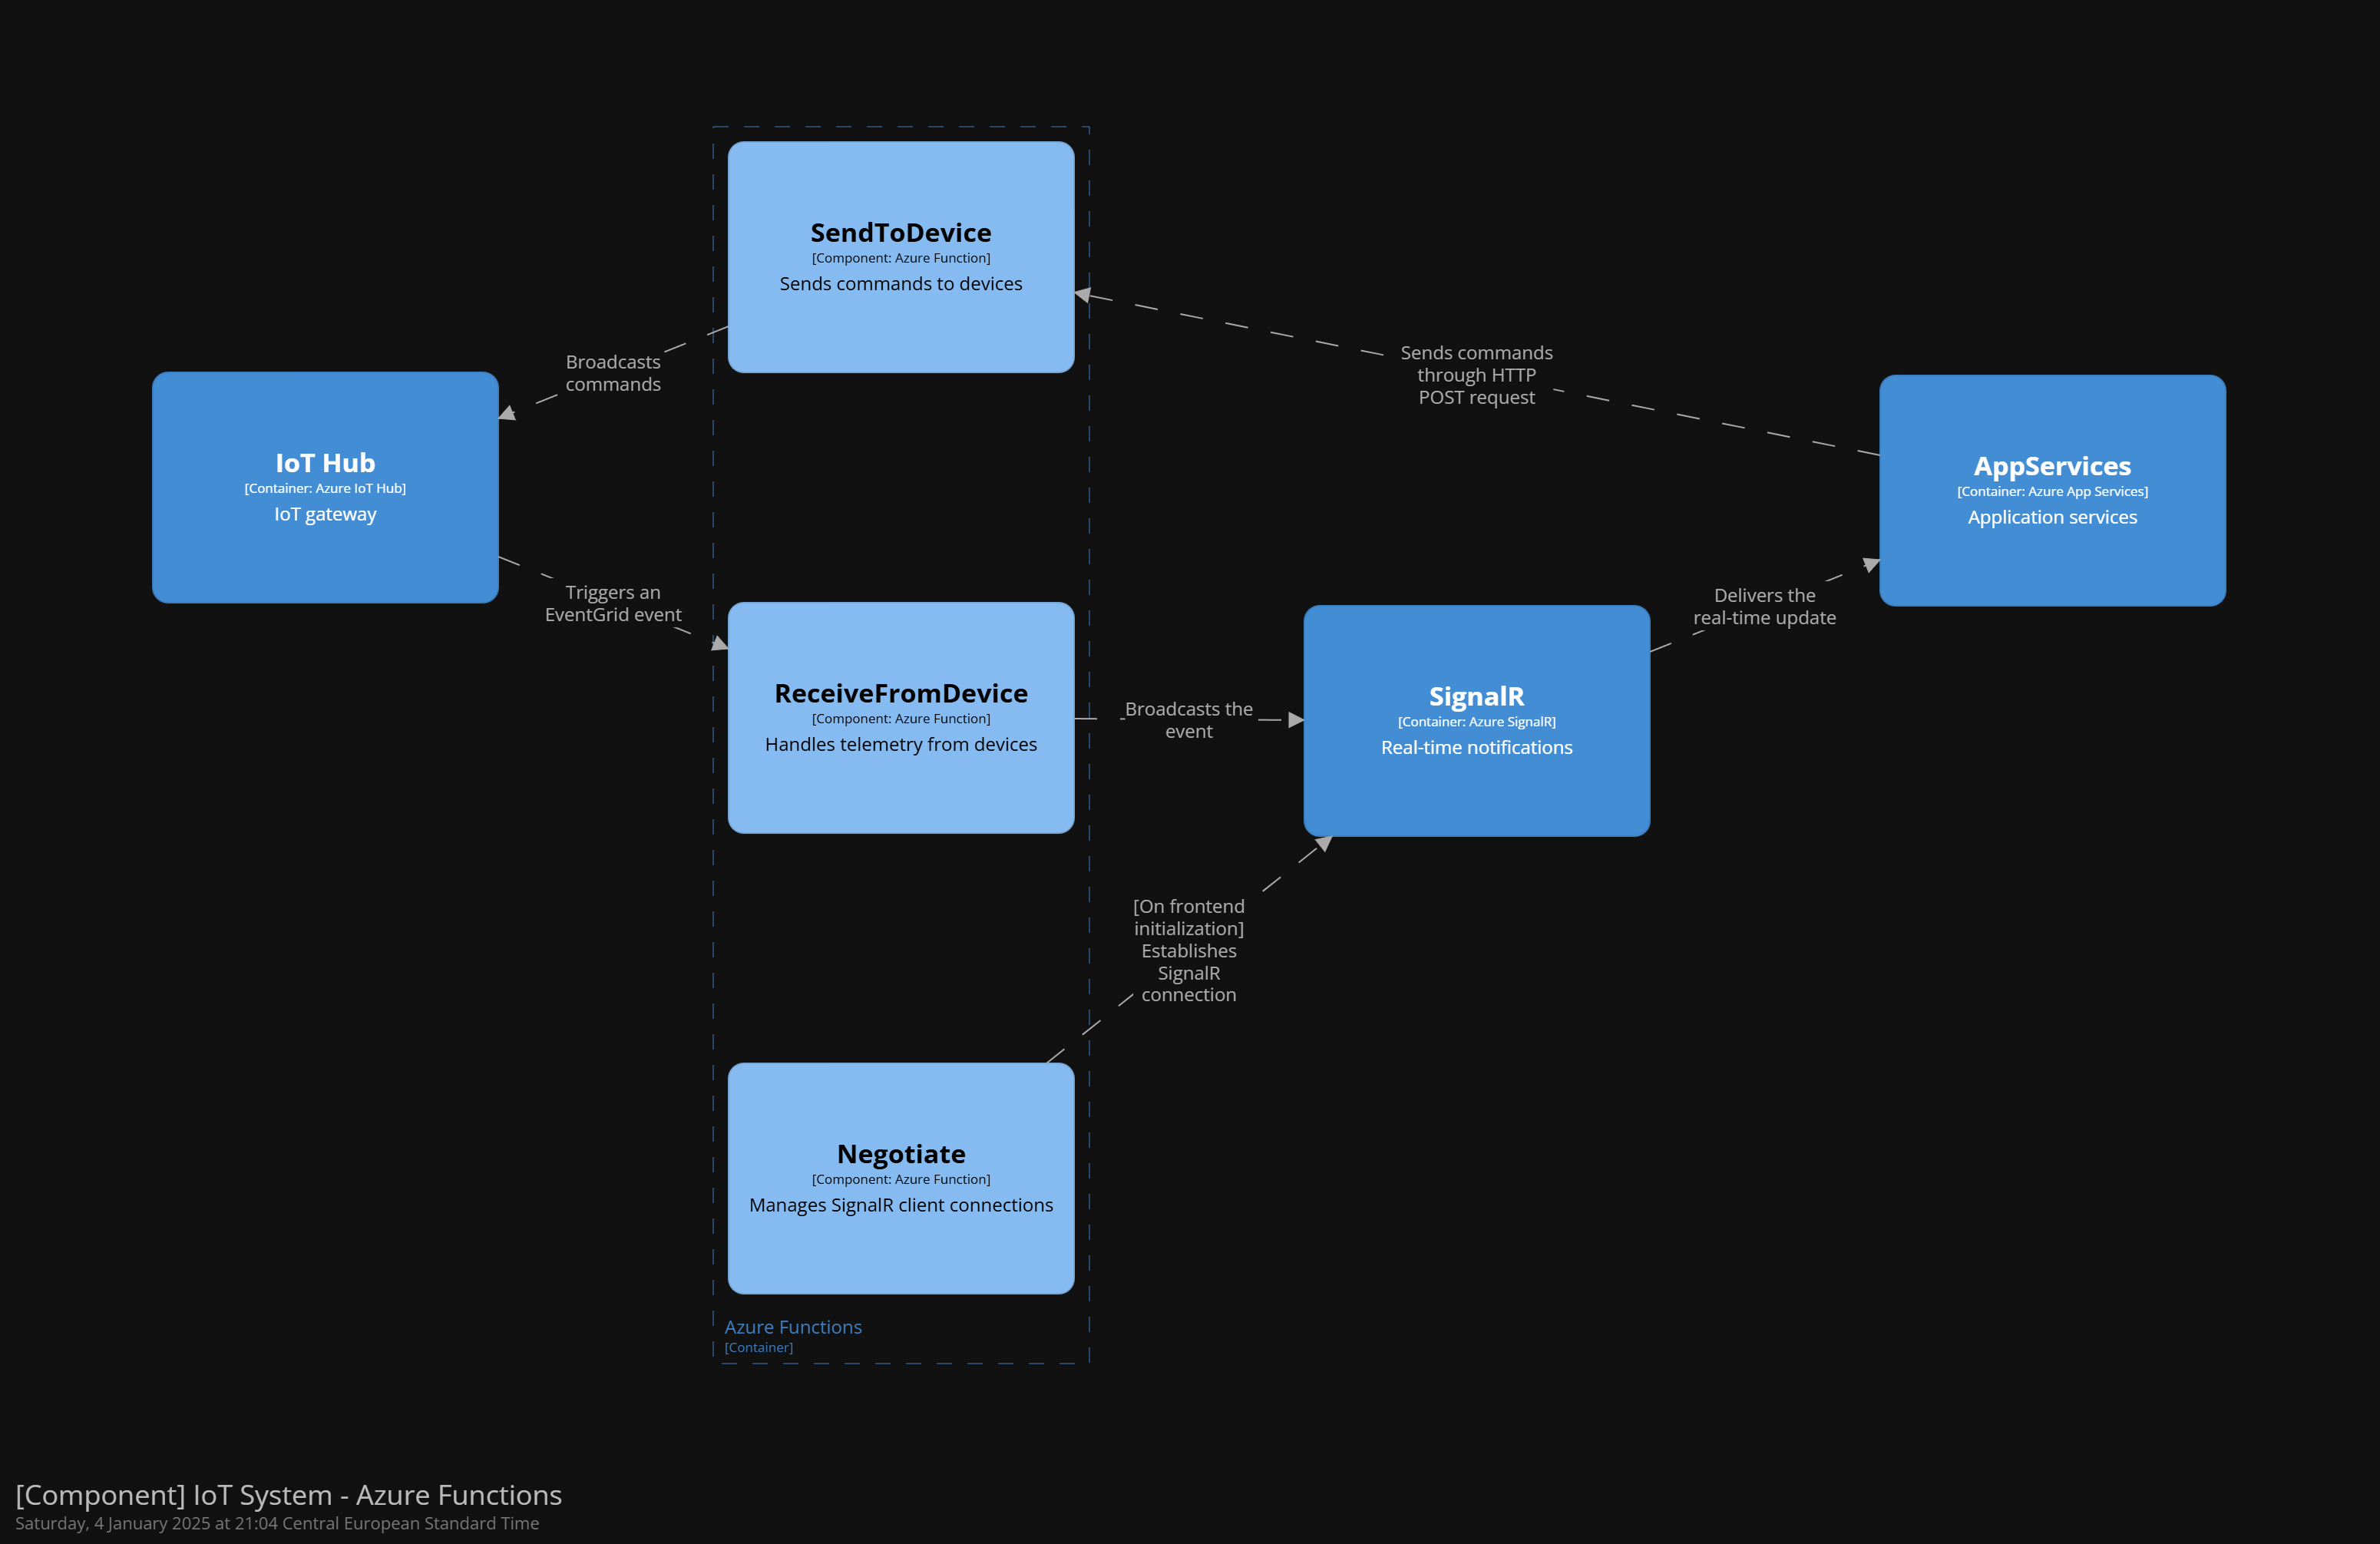 SendToDevice
[Component: Azure Function]
Sends commands to devices
Broadcasts
commands
Sends commands
through HTTP
POST request
IoT Hub
[Container: Azure IoT Hub]
IoT gateway
AppServices
[Container: Azure App Services]
Application services
Triggers an
EventGrid event
Delivers the
real-time update
ReceiveFromDevice
[Component: Azure Function]
Handles telemetry from devices
Broadcasts the
event
SignalR
[Container: Azure SignalR]
Real-time notifications
[On frontend
initialization]
Establishes
SignalR
connection
Negotiate
[Component: Azure Function]
Manages SignalR client connections
Azure Functions
[Container]
[Component] IoT System - Azure Functions
Saturday, 4 January 2025 at 21:04 Central European Standard Time